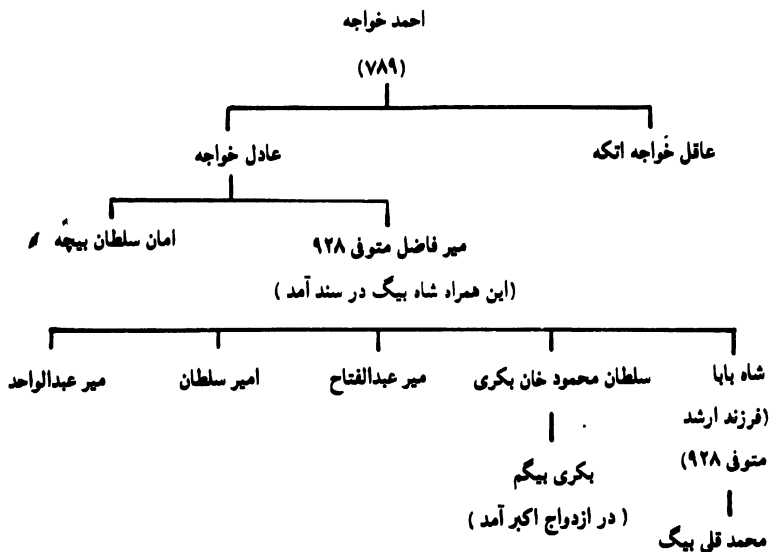 احمد خواجه
(۷۸۹)
عاقل خواجه اتکه
عادل خواجه
میر فاضل متوفی ۹۲۸
(این همراه شاه بیگ در سند آمد)
امان سلطان بیچه
شاه بابا
(فرزند ارشد
متوفی ۹۲۸)
سلطان محمود خان بکری
میر عبدالفتاح
امیر سلطان
میر عبدالواحد
بکری بیگم
(در ازدواج اکبر آمد)
محمد قلی بیگ